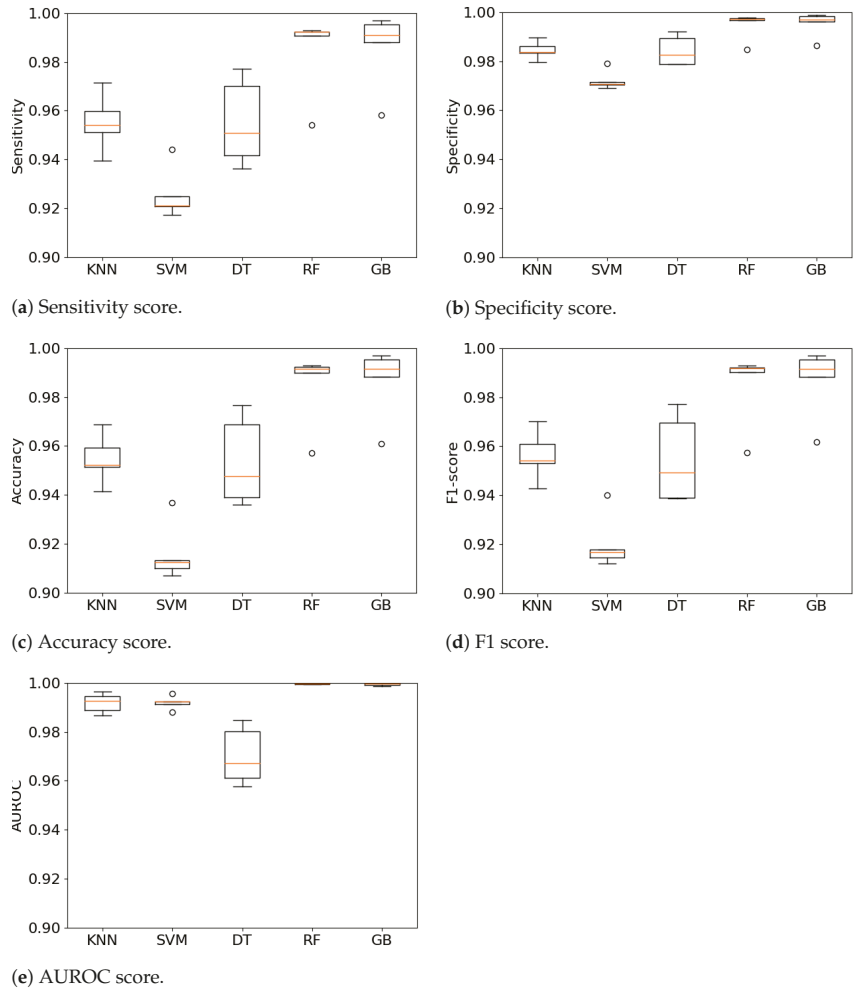 1.00
0.98
0.96
0.94
0.92
0.90
Sensitivity
KNN SVM DT RF GB
(a) Sensitivity score.
1.00
0.98
0.96
0.94
0.92
0.90
Specificity
KNN SVM DT RF GB
(b) Specificity score.
1.00
0.98
0.96
0.94
0.92
0.90
Accuracy
KNN SVM DT RF GB
(c) Accuracy score.
1.00
0.98
0.96
0.94
0.92
0.90
F1-score
KNN SVM DT RF GB
(d) F1 score.
1.00
0.98
0.96
0.94
0.92
0.90
AUROC
KNN SVM DT RF GB
(e) AUROC score.